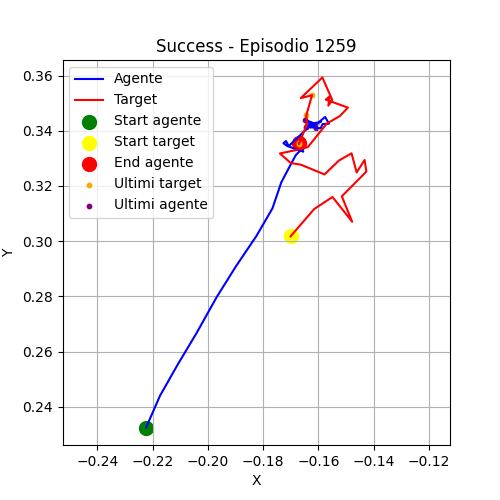 Success - Episodio 1259
Agente
Target
Start agente
Start target
End agente
Ultimi target
Ultimi agente
0.36
0.34
0.32
0.30
0.28
0.26
0.24
Y
−0.24 −0.22 −0.20 −0.18 −0.16 −0.14 −0.12
X